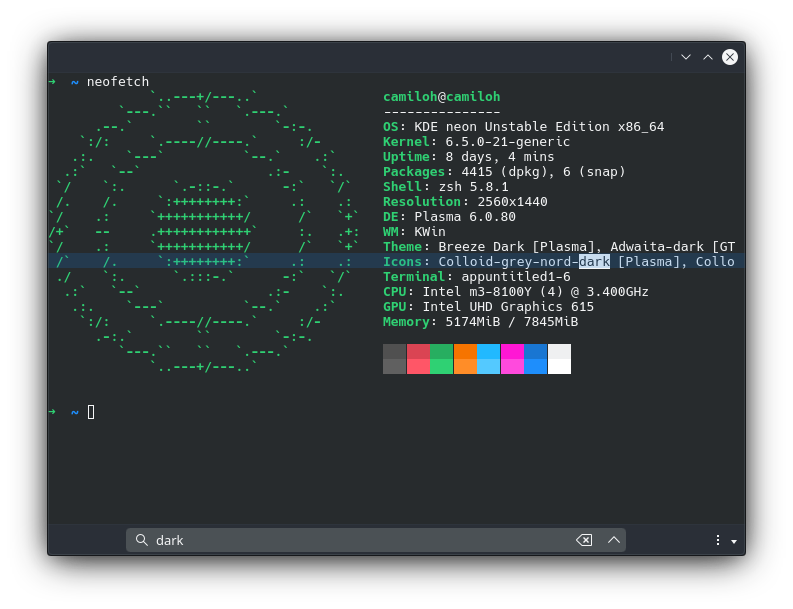 → ~ neofetch
camiloh@camiloh
---------------
OS: KDE neon Unstable Edition x86_64
Kernel: 6.5.0-21-generic
Uptime: 8 days, 4 mins
Packages: 4415 (dpkg), 6 (snap)
Shell: zsh 5.8.1
Resolution: 2560x1440
DE: Plasma 6.0.80
WM: KWin
Theme: Breeze Dark [Plasma], Adwaita-dark [GT
Icons: Colloid-grey-nord-dark [Plasma], Collo
Terminal: appuntitled1-6
CPU: Intel m3-8100Y (4) @ 3.400GHz
GPU: Intel UHD Graphics 615
Memory: 5174MiB / 7845MiB
→ ~
dark